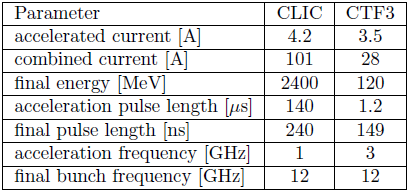 Parameter CLIC CTF3
accelerated current [A] 4.2 3.5
combined current [A] 101 28
final energy [MeV] 2400 120
acceleration pulse length [μs] 140 1.2
final pulse length [ns] 240 149
acceleration frequency [GHz] 1 3
final bunch frequency [GHz] 12 12